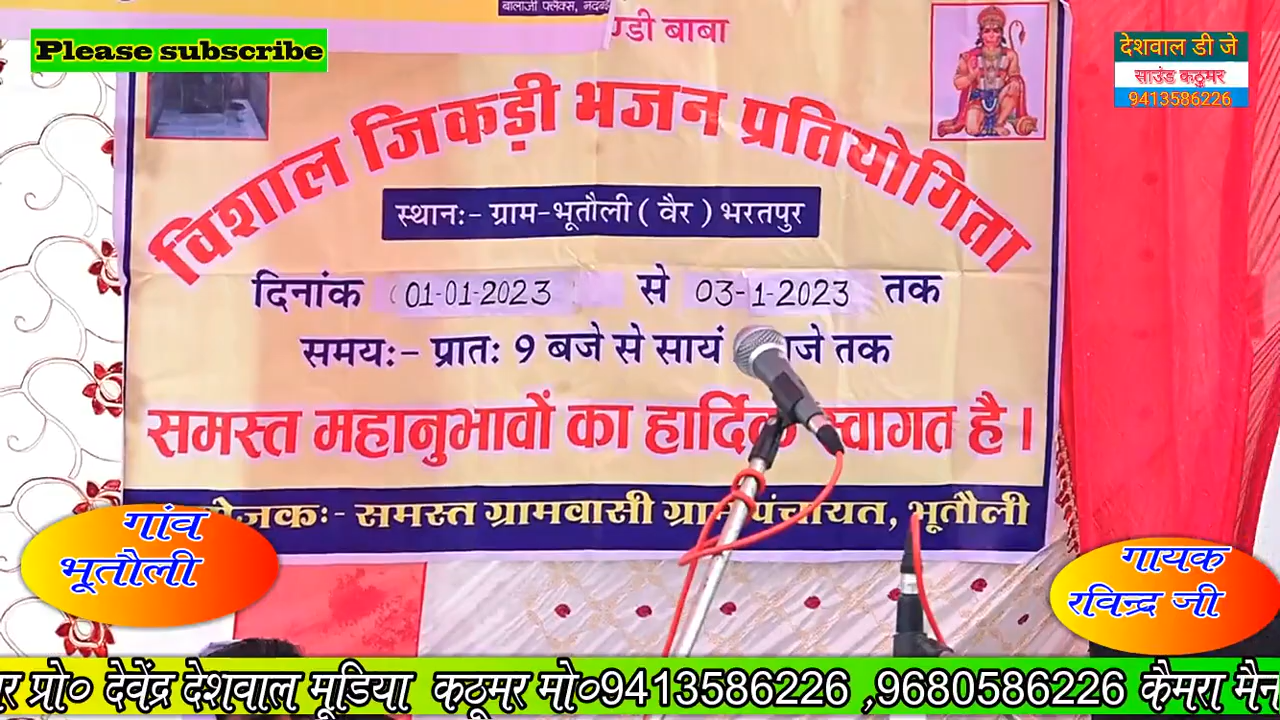 बालाजी फ्लैक्स, नदबई
ण्डी बाबा
Please subscribe
देशवाल डी जे
साउंड कठुमर
9413586226
विशाल जिकड़ी भजन प्रतियोगिता
स्थानः- ग्राम-भूतौली ( वैर ) भरतपुर
दिनांक 01-01-2023 से 03-1-2023 तक
समयः- प्रातः 9 बजे से सायं जे तक
समस्त महानुभावों का हार्दिक स्वागत है ।
ोजकः- समस्त ग्रामवासी ग्राम पंचायत, भूतौली
गांव
भूतौली
गायक
रविन्द्र जी
र प्रो० देवेंद्र देशवाल मूडिया कठूमर मो०9413586226 ,9680586226 कैमरा मैन